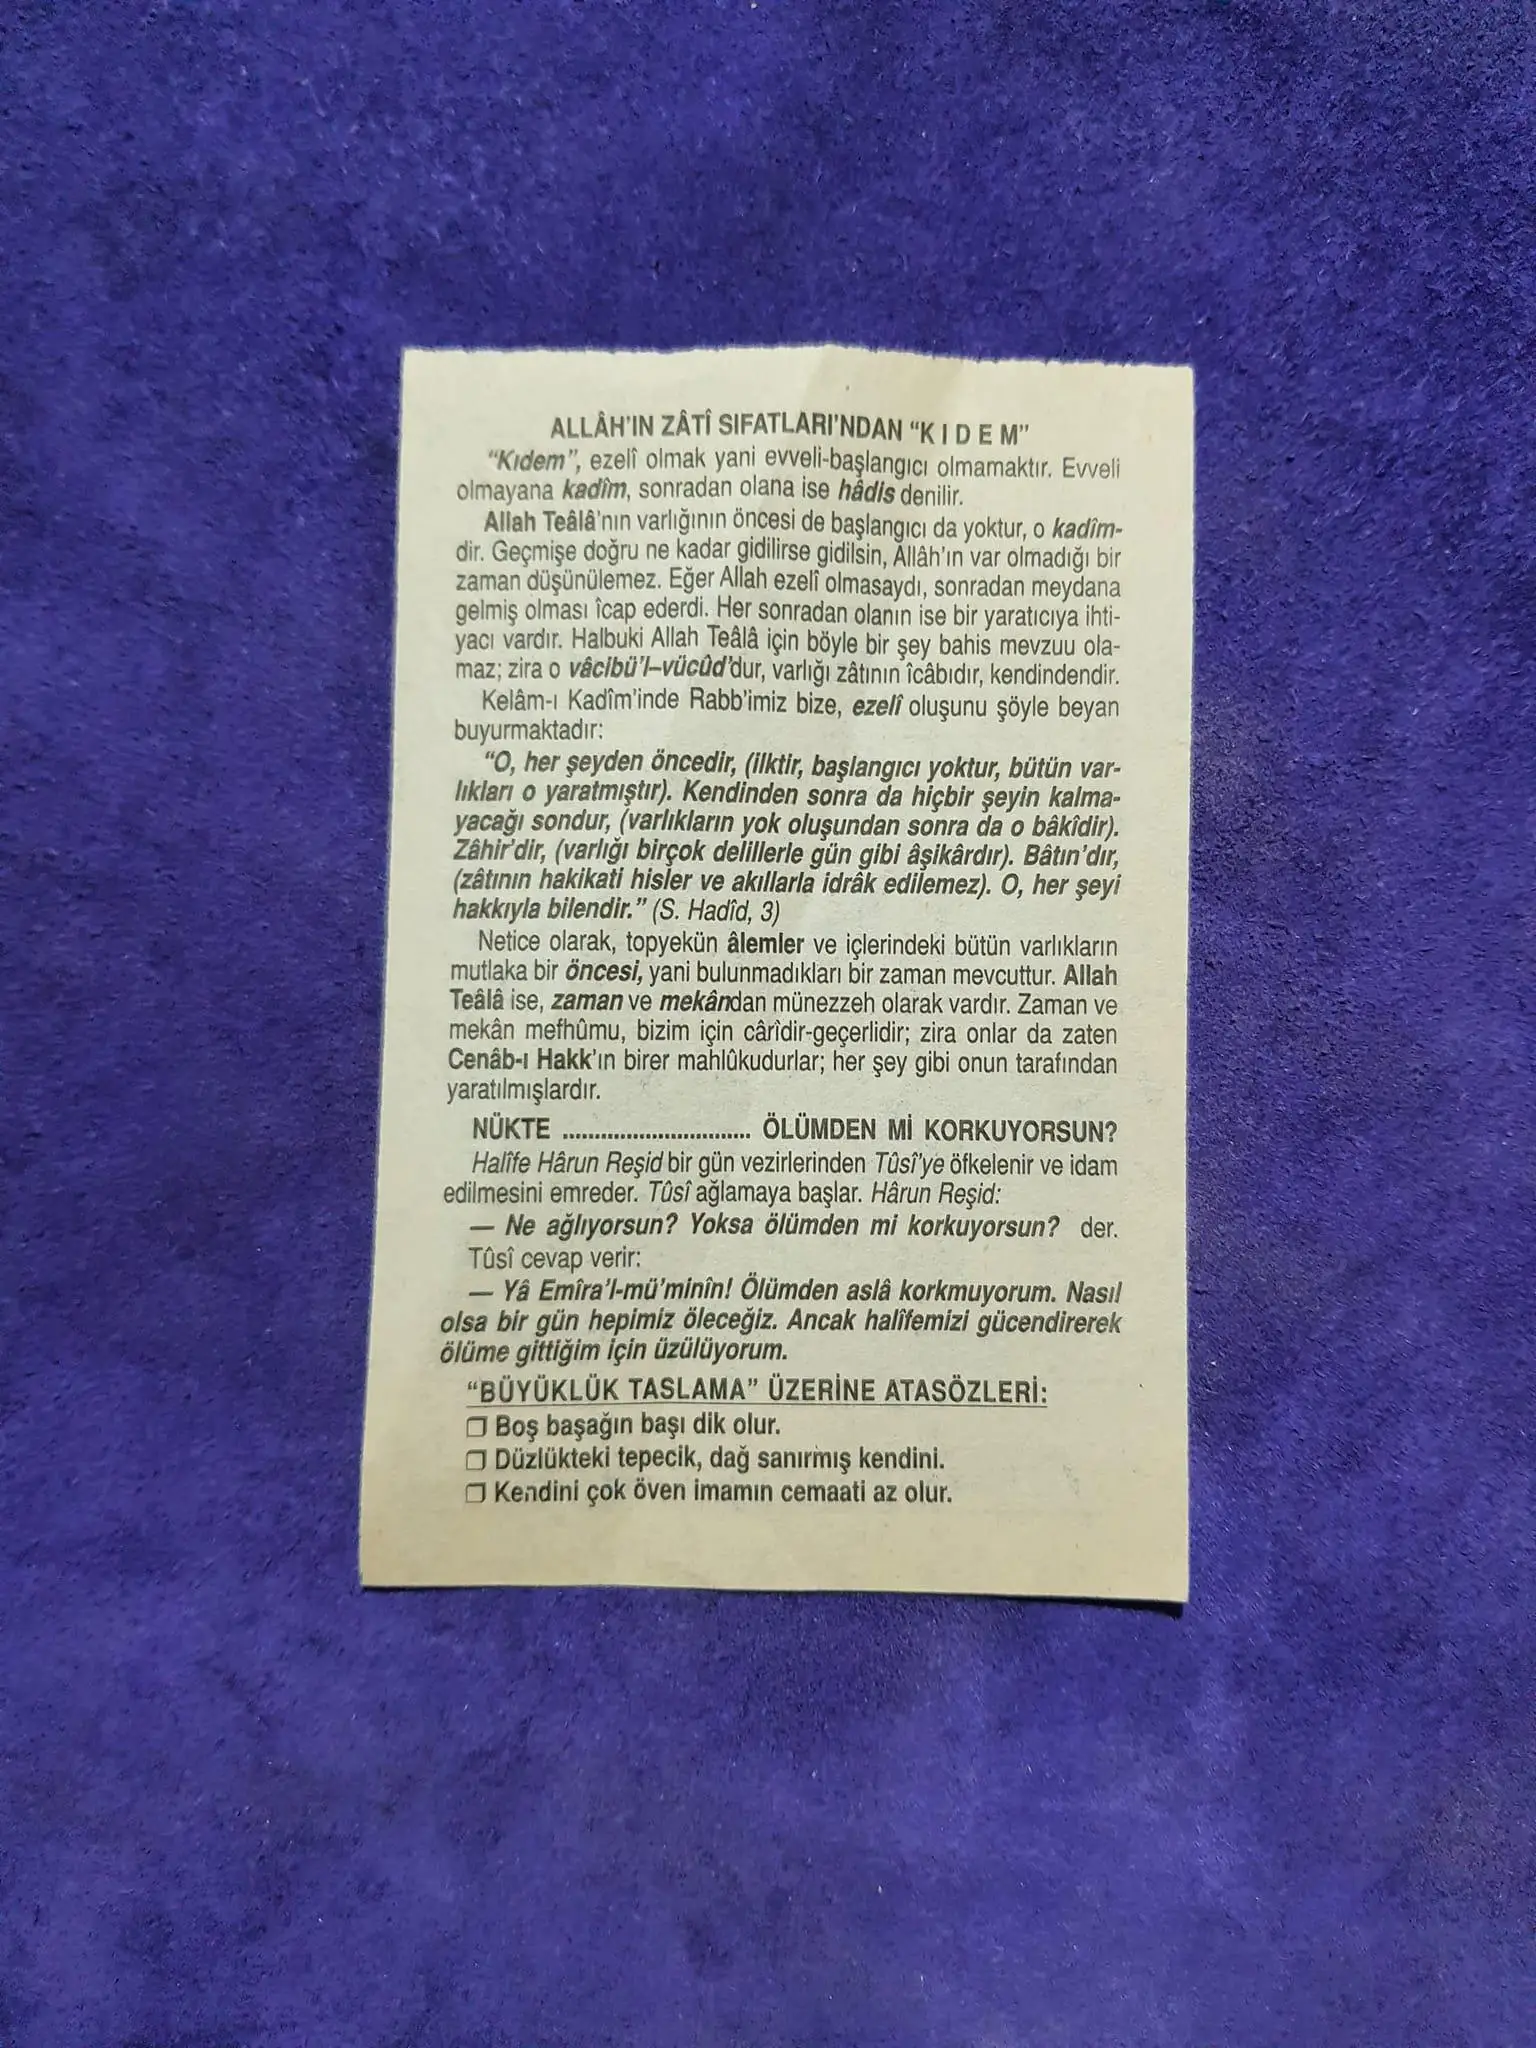 ALLÂH'IN ZÂTÎ SIFATLARI'NDAN “K I D E M”
“Kıdem”, ezelî olmak yani evveli-başlangıcı olmamaktır. Evveli
olmayana kadîm, sonradan olana ise hâdis denilir.
Allah Teâlâ'nın varlığının öncesi de başlangıcı da yoktur, o kadîm-
dir. Geçmişe doğru ne kadar gidilirse gidilsin, Allâh'ın var olmadığı bir
zaman düşünülemez. Eğer Allah ezelî olmasaydı, sonradan meydana
gelmiş olması îcap ederdi. Her sonradan olanın ise bir yaratıcıya ihti-
yacı vardır. Halbuki Allah Teâlâ için böyle bir şey bahis mevzuu ola-
maz; zira o vâcibü'l–vücûd'dur, varlığı zâtının îcâbıdır, kendindendir.
Kelâm-ı Kadîm'inde Rabb'imiz bize, ezelî oluşunu şöyle beyan
buyurmaktadır:
“O, her şeyden öncedir, (ilktir, başlangıcı yoktur, bütün var-
lıkları o yaratmıştır). Kendinden sonra da hiçbir şeyin kalma-
yacağı sondur, (varlıkların yok oluşundan sonra da o bâkîdir).
Zâhir'dir, (varlığı birçok delillerle gün gibi âşikârdır). Bâtın'dır,
(zâtının hakikati hisler ve akıllarla idrâk edilemez). O, her şeyi
hakkıyla bilendir.” (S. Hadîd, 3)
Netice olarak, topyekün âlemler ve içlerindeki bütün varlıkların
mutlaka bir öncesi, yani bulunmadıkları bir zaman mevcuttur. Allah
Teâlâ ise, zaman ve mekândan münezzeh olarak vardır. Zaman ve
mekân mefhûmu, bizim için cârîdir-geçerlidir; zira onlar da zaten
Cenâb-ı Hakk'ın birer mahlûkudurlar; her şey gibi onun tarafından
yaratılmışlardır.
NÜKTE .............................. ÖLÜMDEN Mİ KORKUYORSUN?
Halîfe Hârun Reşid bir gün vezirlerinden Tûsî'ye öfkelenir ve idam
edilmesini emreder. Tûsî ağlamaya başlar. Hârun Reşid:
— Ne ağlıyorsun? Yoksa ölümden mi korkuyorsun? der.
Tûsî cevap verir:
— Yâ Emîra'l-mü'minîn! Ölümden aslâ korkmuyorum. Nasıl
olsa bir gün hepimiz öleceğiz. Ancak halîfemizi gücendirerek
ölüme gittiğim için üzülüyorum.
“BÜYÜKLÜK TASLAMA” ÜZERİNE ATASÖZLERİ:
❒ Boş başağın başı dik olur.
❒ Düzlükteki tepecik, dağ sanırmış kendini.
❒ Kendini çok öven imamın cemaati az olur.